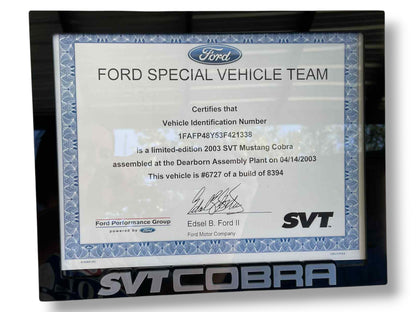 Ford
FORD SPECIAL VEHICLE TEAM
Certifies that
Vehicle Identification Number
1FAFP48Y53F421338
is a limited-edition 2003 SVT Mustang Cobra
assembled at the Dearborn Assembly Plant on 04/14/2003
This vehicle is #6727 of a build of 8394
Ford Performance Group
powered by Ford
Edsel B. Ford II
Ford Motor Company
SVT
SVT COBRA